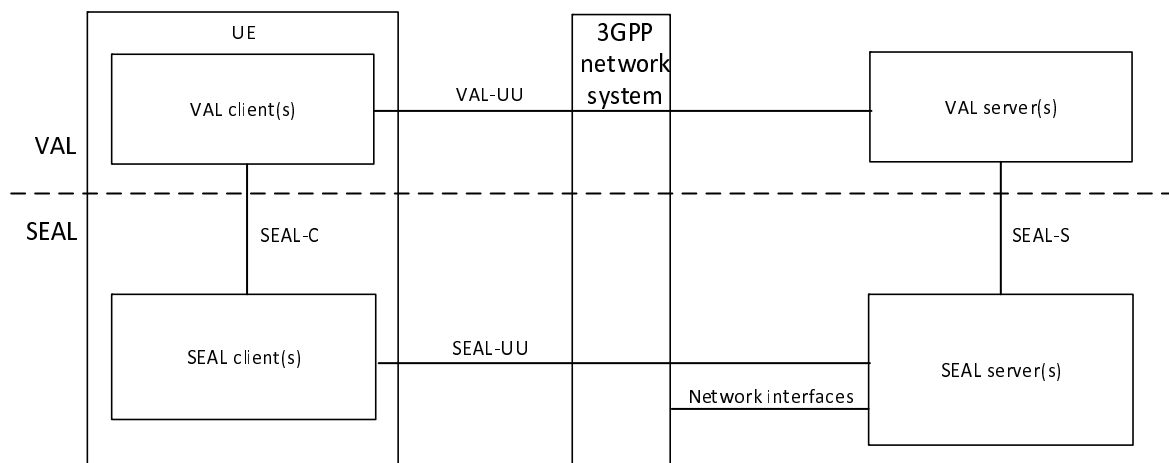 UE
3GPP
network
system
VAL client(s)
VAL-UU
VAL server(s)
VAL
SEAL
SEAL-C
SEAL-S
SEAL client(s)
SEAL-UU
SEAL server(s)
Network interfaces